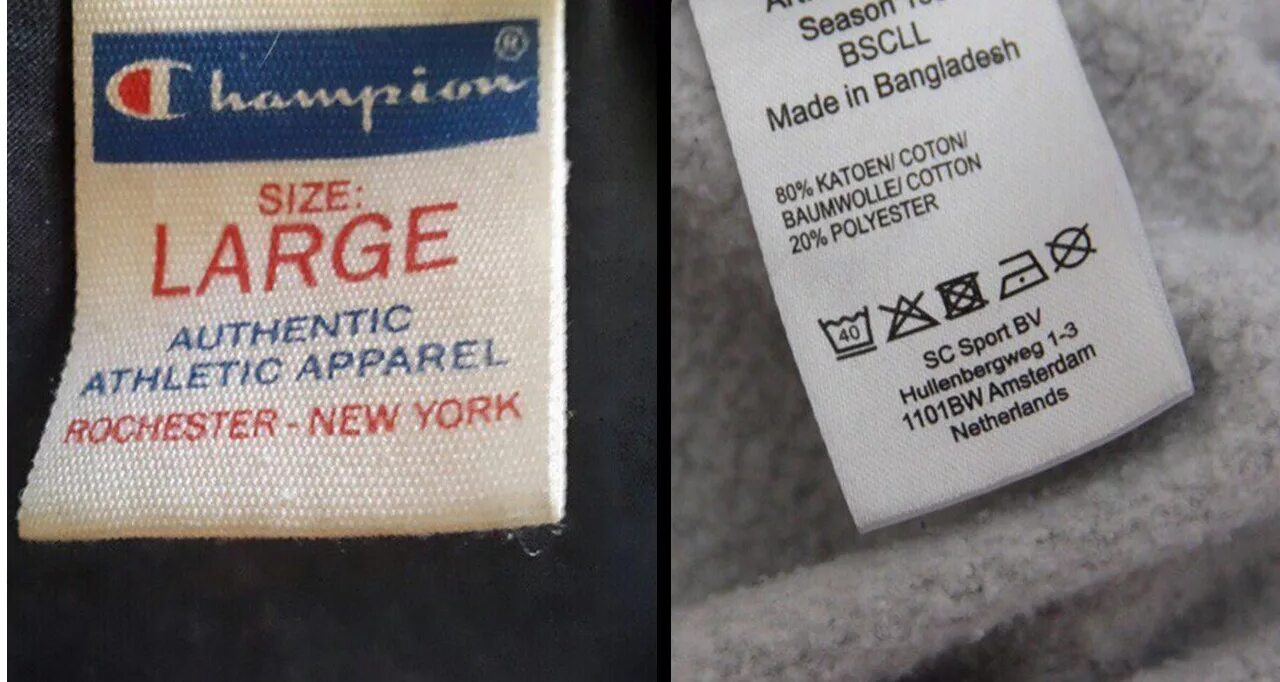 Champion®
SIZE:
LARGE
AUTHENTIC
ATHLETIC APPAREL
ROCHESTER - NEW YORK
Season
BSCLL
Made in Bangladesh
80% KATOEN/ COTON/
BAUMWOLLE/ COTTON
20% POLYESTER
40
SC Sport BV
Hullenbergweg 1-3
1101BW Amsterdam
Netherlands